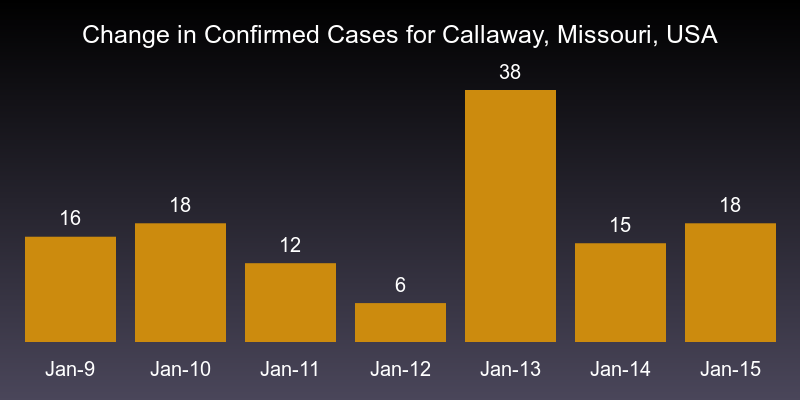 Change in Confirmed Cases for Callaway, Missouri, USA
38
16
18
12
6
15
18
Jan-9
Jan-10
Jan-11
Jan-12
Jan-13
Jan-14
Jan-15